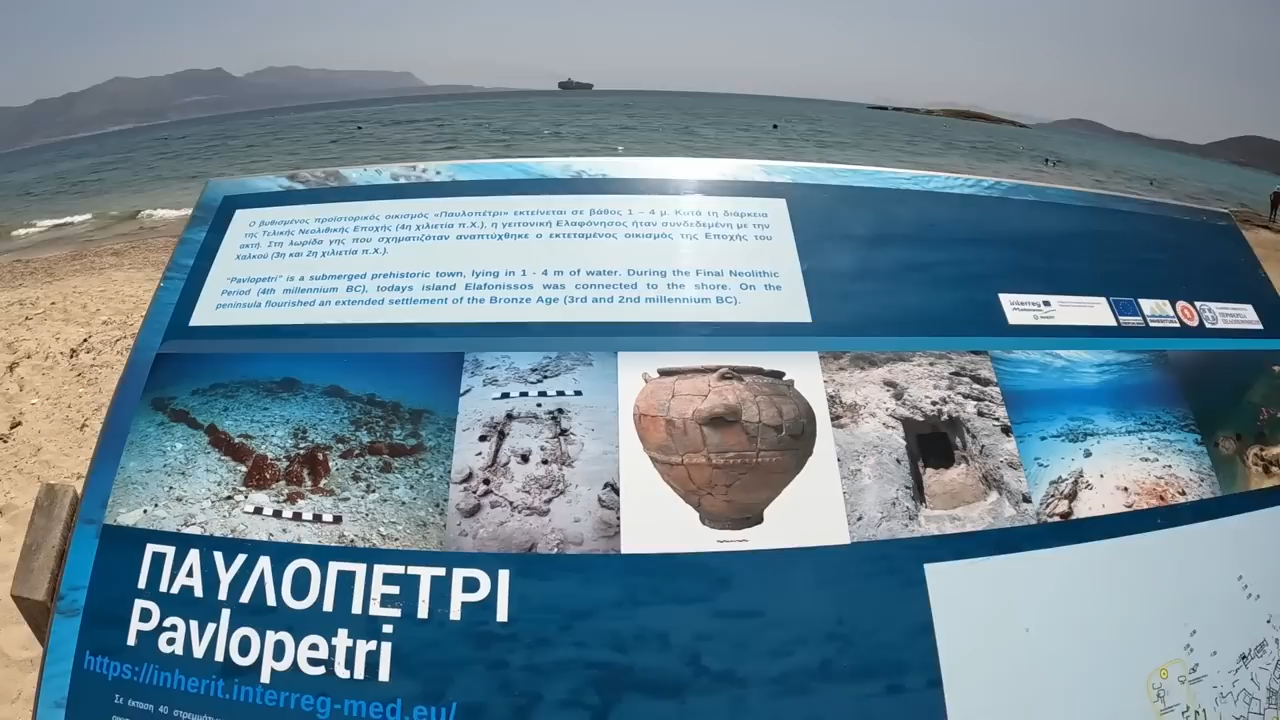 Ο βυθισμένος προϊστορικός οικισμός «Παυλοπέτρι» εκτείνεται σε βάθος 1 – 4 μ. Κατά τη διάρκεια
της Τελικής Νεολιθικής Εποχής (4η χιλιετία π.Χ.), η γειτονική Ελαφόνησος ήταν συνδεδεμένη με την
ακτή. Στη λωρίδα γης που σχηματιζόταν αναπτύχθηκε ο εκτεταμένος οικισμός της Εποχής του
Χαλκού (3η και 2η χιλιετία π.Χ.).
“Pavlopetri” is a submerged prehistoric town, lying in 1 - 4 m of water. During the Final Neolithic
Period (4th millennium BC), todays island Elafonissos was connected to the shore. On the
peninsula flourished an extended settlement of the Bronze Age (3rd and 2nd millennium BC).
Interreg
ΠΑΥΛΟΠΕΤΡΙ
Pavlopetri
https://inherit.interreg-med.eu/
Σε έκταση 40